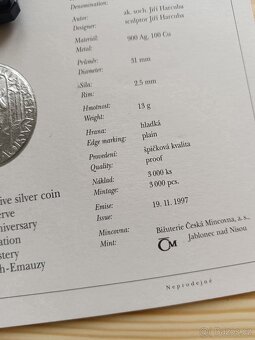 Denomination:
Autor: ak. soch. Jiří Harcuba
Designer: sculptor Jiří Harcuba
Materiál: 900 Ag, 100 Cu
Metal:
Průměr: 31 mm
Diameter:
Síla: 2.5 mm
Rim:
Hmotnost: 13 g
Weight:
Hrana: hladká
Edge marking: plain
Provedení: špičková kvalita
Quality: proof
Náklad: 3 000 ks
Mintage: 3 000 pcs.
Emise: 19. 11. 1997
Issue:
Mincovna: Bižuterie Česká Mincovna, a. s.,
Mint: CM Jablonec nad Nisou
ive silver coin
erve
niversary
ation
stery
h-Emauzy
Neprodejné